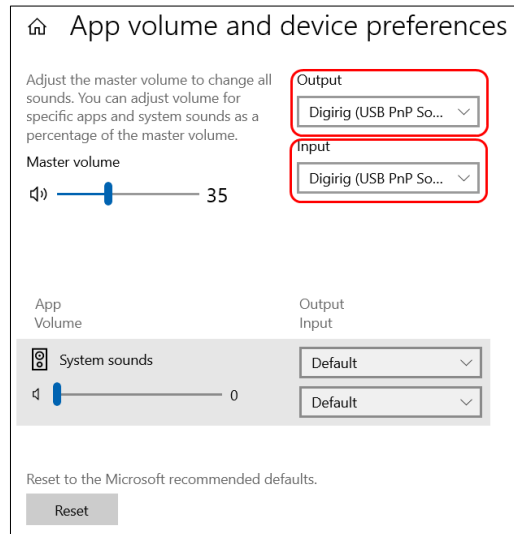 App volume and device preferences
Adjust the master volume to change all
sounds. You can adjust volume for
specific apps and system sounds as a
percentage of the master volume.
Master volume
35
Output
Digirig (USB PnP So...
Input
Digirig (USB PnP So...
App
Volume
Output
Input
System sounds
Default
0
Default
Reset to the Microsoft recommended defaults.
Reset